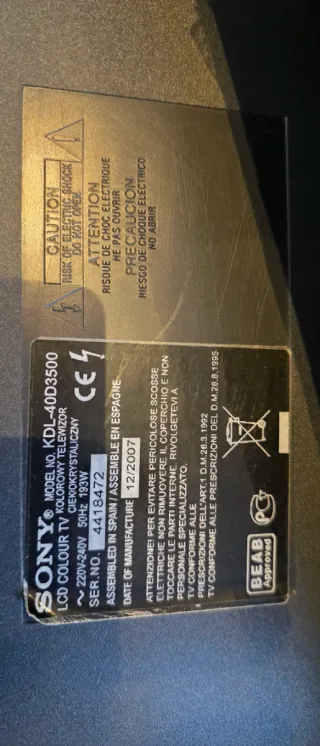 SONY® MODEL NO. KDL-40D3500
LCD COLOUR TV KOLOROWY TELEWIZOR
CIEKŁOKRYSTALICZNY
~ 220V-240V 50Hz 193W
SER.NO. 4418472
CE
ASSEMBLED IN SPAIN / ASSEMBLE EN ESPAGNE
DATE OF MANUFACTURE 12/2007
ATTENZIONE! PER EVITARE PERICOLOSE SCOSSE
ELETTRICHE NON RIMUOVERE IL COPERCHIO E NON
TOCCARE LE PARTI INTERNE. RIVOLGETEVI A
PERSONALE SPECIALIZZATO.
TV CONFORME ALLE
PRESCRIZIONI DELL'ART.1 D.M.26.3.1992
TV CONFORME ALLE PRESCRIZIONI DEL D.M.28.8.1995
BEAB
Approved
PC
CAUTION
RISK OF ELECTRIC SHOCK
DO NOT OPEN
ATTENTION
RISQUE DE CHOC ELECTRIQUE
NE PAS OUVRIR
PRECAUCION
RIESGO DE CHOQUE ELECTRICO
NO ABRIR